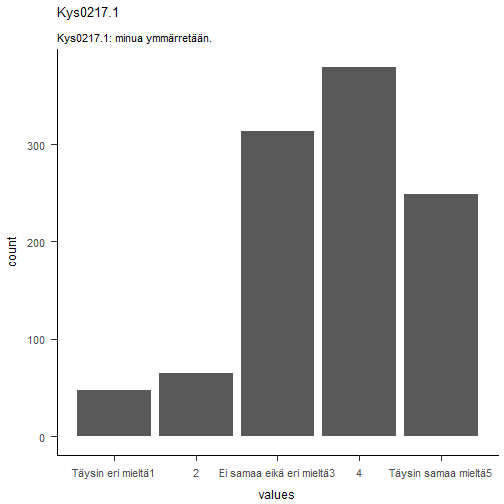 Kys0217.1
Kys0217.1: minua ymmärretään.
count
300
200
100
0
Täysin eri mieltä1 2 Ei samaa eikä eri mieltä3 4 Täysin samaa mieltä5
values